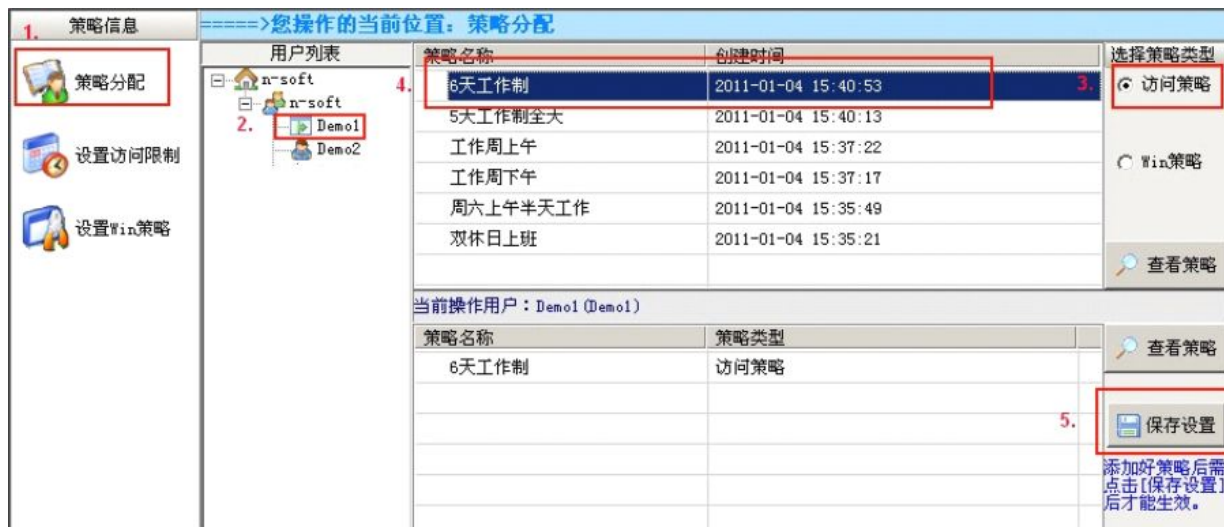 1. 策略信息
=====>您操作的当前位置：策略分配
策略分配
设置访问限制
设置Win策略
用户列表
n-soft
n-soft
2. Demo1
Demo2
策略名称 创建时间
4. 6天工作制 2011-01-04 15:40:53
5天工作制全天 2011-01-04 15:40:13
工作周上午 2011-01-04 15:37:22
工作周下午 2011-01-04 15:37:17
周六上午半天工作 2011-01-04 15:35:49
双休日上班 2011-01-04 15:35:21
选择策略类型
3. 访问策略
Win策略
查看策略
当前操作用户：Demo1(Demo1)
策略名称 策略类型
6天工作制 访问策略
查看策略
5. 保存设置
添加好策略后需
点击[保存设置]
后才能生效。